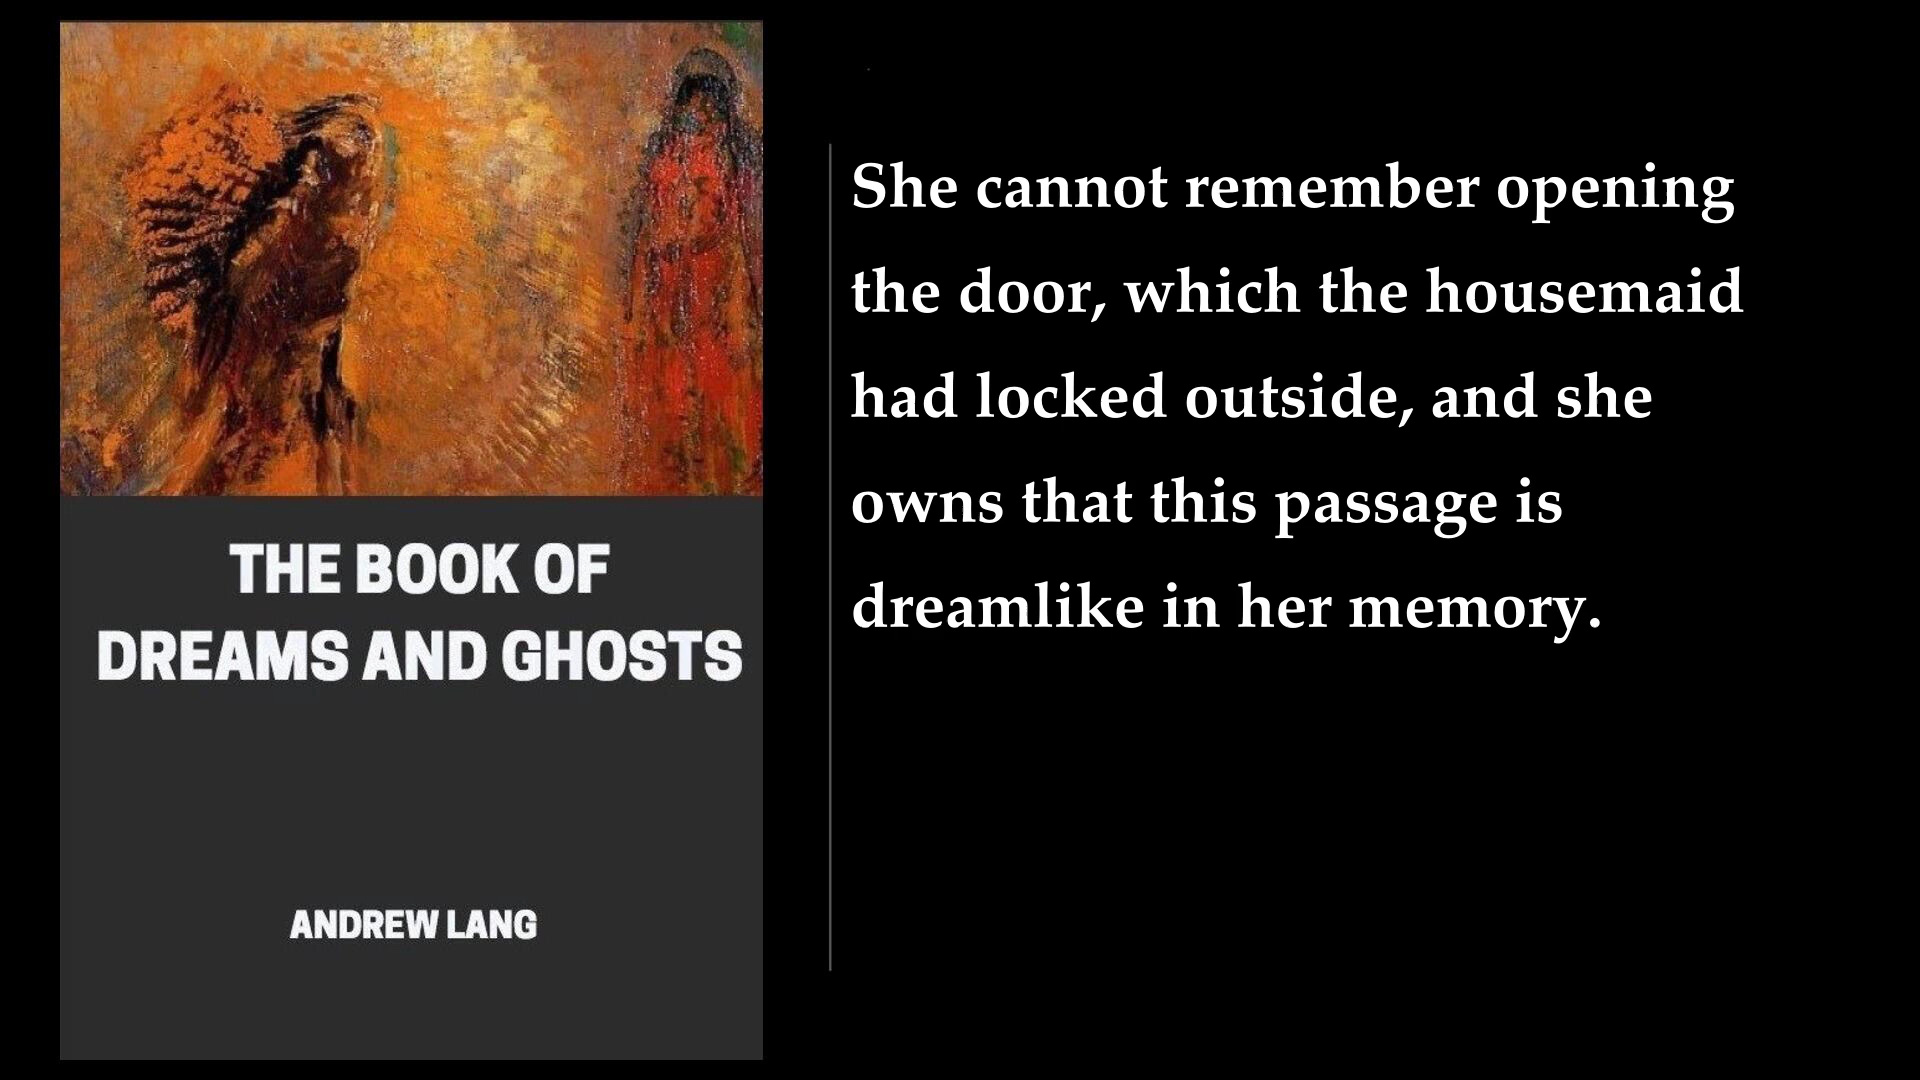 THE BOOK OF
DREAMS AND GHOSTS
ANDREW LANG
She cannot remember opening
the door, which the housemaid
had locked outside, and she
owns that this passage is
dreamlike in her memory.